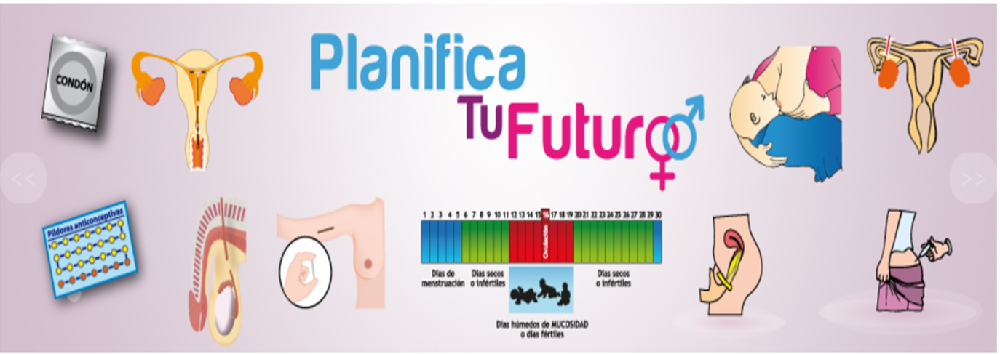 Planifica
Tu Futuro
CONDÓN
<<
>>
Píldoras anticonceptivas
1 2 3 4 5 6 7 8 9 10 11 12 13 14 15 16 17 18 19 20 21 22 23 24 25 26 27 28 29 30
Ovulación
Días de
menstruación
Días secos
o infértiles
Días secos
o infértiles
Días húmedos de MUCOSIDAD
o días fértiles